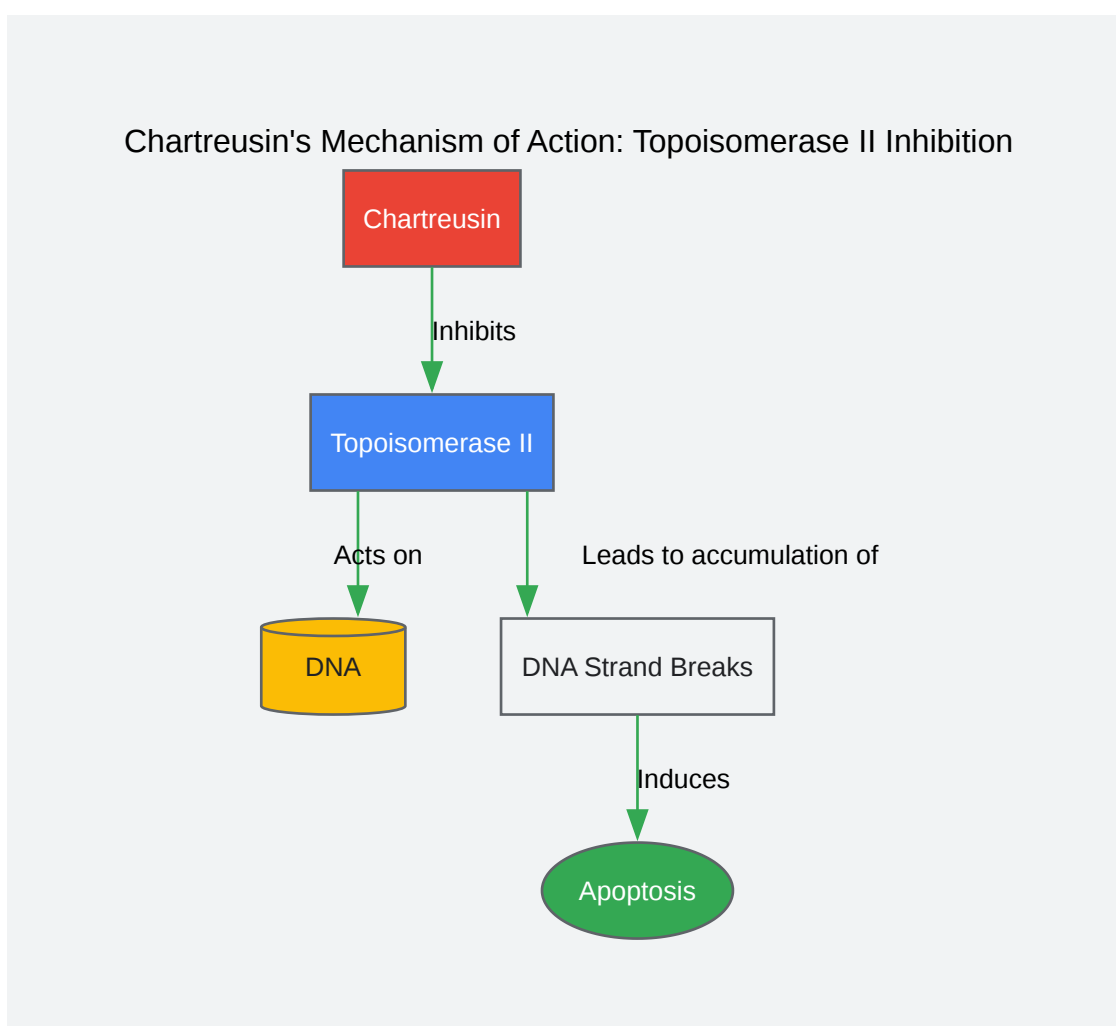 Chartreusin's Mechanism of Action: Topoisomerase II Inhibition
Chartreusin
Inhibits
Topoisomerase II
Acts on
Leads to accumulation of
DNA
DNA Strand Breaks
Induces
Apoptosis